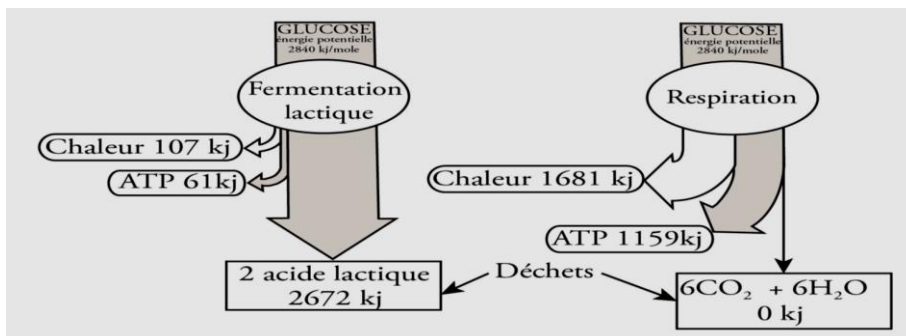 GLUCOSE
énergie potentielle
2840 kj/mole
Fermentation
lactique
Chaleur 107 kj
ATP 61kj
2 acide lactique
2672 kj
Déchets
GLUCOSE
énergie potentielle
2840 kj/mole
Respiration
Chaleur 1681 kj
ATP 1159kj
6CO₂ + 6H₂O
0 kj